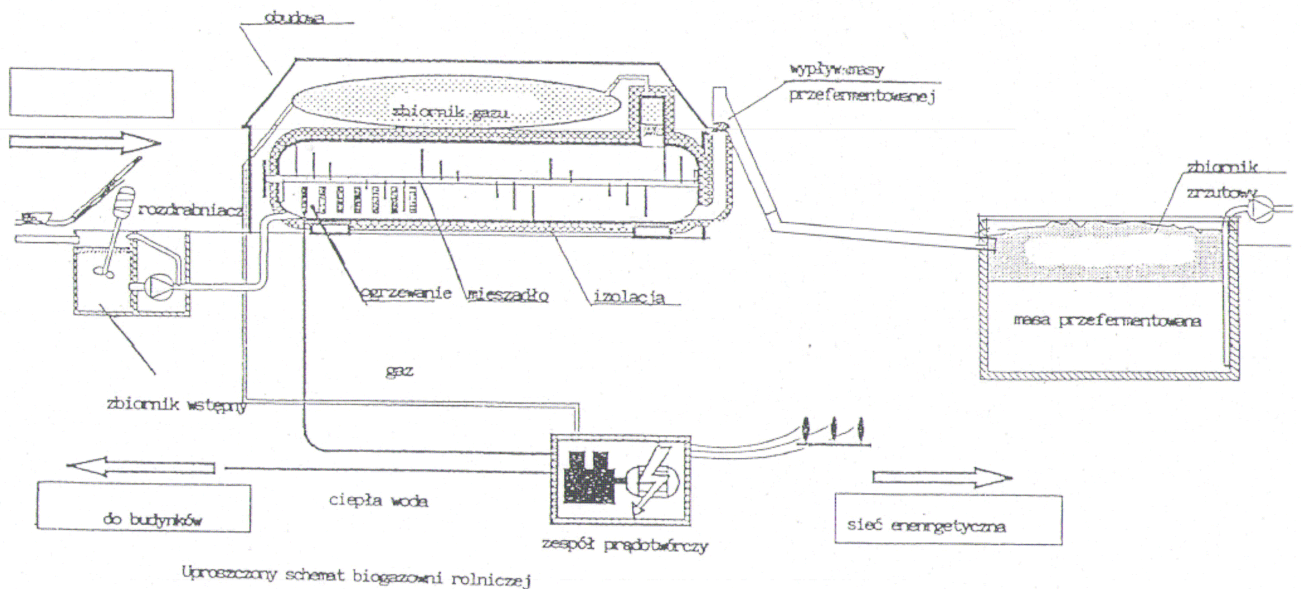 obudowa
wypływ masy
przefermentowanej
zbiornik gazu
zbiornik
zrzutowy
rozdrabniacz
ogrzewanie
mieszadło
izolacja
masa przefermentowana
gaz
zbiornik wstępny
ciepła woda
do budynków
sieć enenrgetyczna
zespół prądotwórczy
Uproszczony schemat biogazowni rolniczej